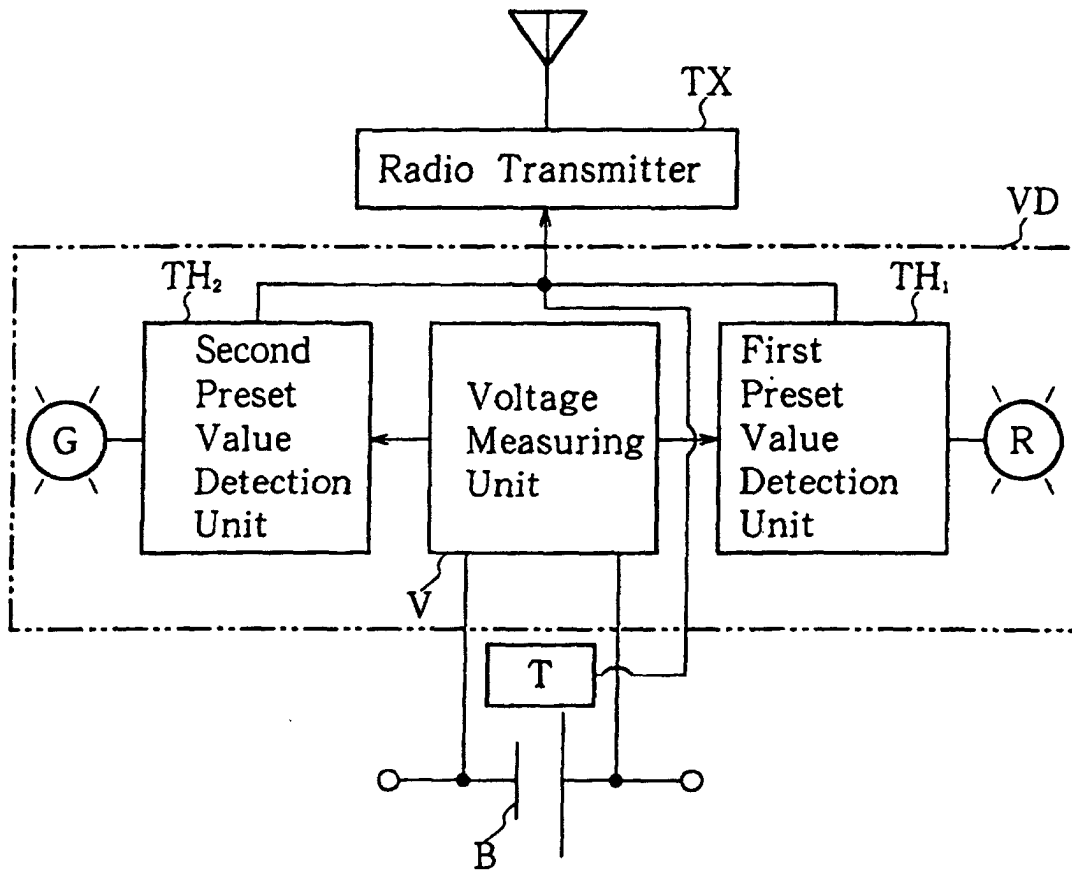 TX
Radio Transmitter
VD
TH₂
TH₁
Second
Preset
Value
Detection
Unit
Voltage
Measuring
Unit
First
Preset
Value
Detection
Unit
G
R
V
T
B